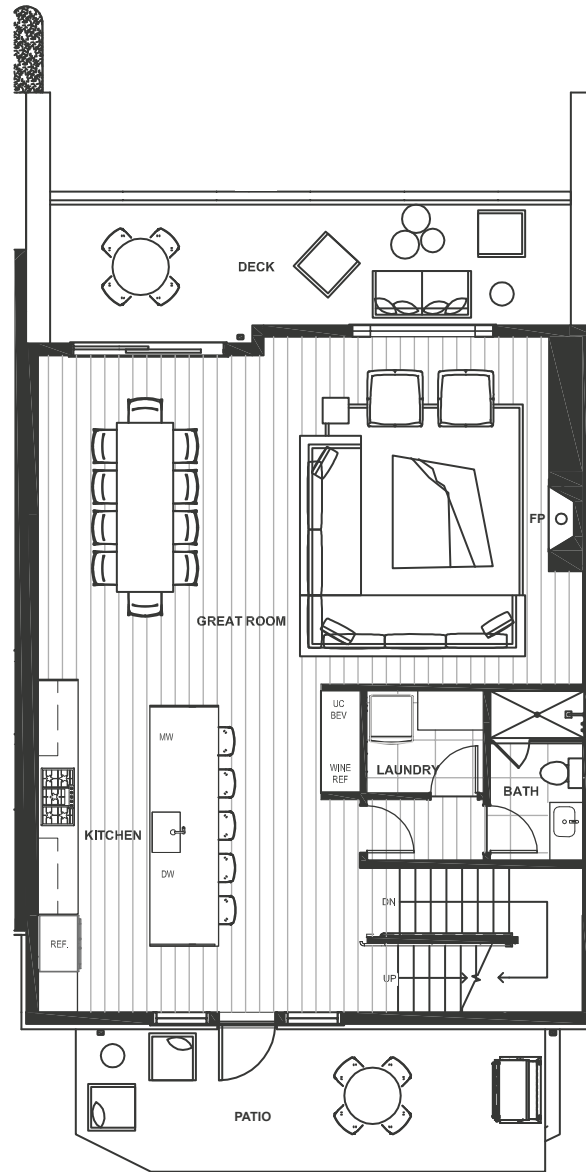 DECK
FP
GREAT ROOM
UC
BEV
MW
WINE
REF
LAUNDRY
BATH
KITCHEN
DW
DN
REF.
UP
PATIO